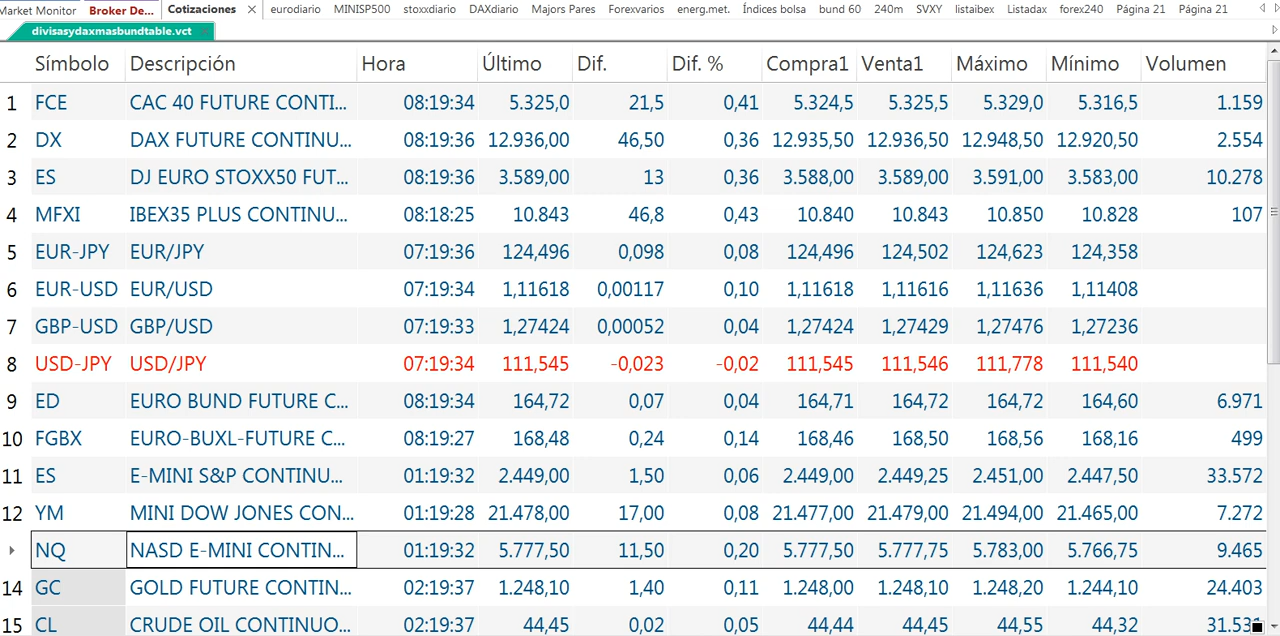 Market Monitor Broker De... Cotizaciones eurodiario MINISP500 stoxxdiario DAXdiario Majors Pares Forexvarios energ.met. Índices bolsa bund 60 240m SVXY listaibex Listadax forex240 Página 21 Página 21
divisasydaxmasbundtable.vct
Símbolo Descripción Hora Último Dif. Dif. % Compra1 Venta1 Máximo Mínimo Volumen
1 FCE CAC 40 FUTURE CONTI... 08:19:34 5.325,0 21,5 0,41 5.324,5 5.325,5 5.329,0 5.316,5 1.159
2 DX DAX FUTURE CONTINU... 08:19:36 12.936,00 46,50 0,36 12.935,50 12.936,50 12.948,50 12.920,50 2.554
3 ES DJ EURO STOXX50 FUT... 08:19:36 3.589,00 13 0,36 3.588,00 3.589,00 3.591,00 3.583,00 10.278
4 MFXI IBEX35 PLUS CONTINU... 08:18:25 10.843 46,8 0,43 10.840 10.843 10.850 10.828 107
5 EUR-JPY EUR/JPY 07:19:36 124,496 0,098 0,08 124,496 124,502 124,623 124,358
6 EUR-USD EUR/USD 07:19:34 1,11618 0,00117 0,10 1,11618 1,11616 1,11636 1,11408
7 GBP-USD GBP/USD 07:19:33 1,27424 0,00052 0,04 1,27424 1,27429 1,27476 1,27236
8 USD-JPY USD/JPY 07:19:34 111,545 -0,023 -0,02 111,545 111,546 111,778 111,540
9 ED EURO BUND FUTURE C... 08:19:34 164,72 0,07 0,04 164,71 164,72 164,72 164,60 6.971
10 FGBX EURO-BUXL-FUTURE C... 08:19:27 168,48 0,24 0,14 168,46 168,50 168,56 168,16 499
11 ES E-MINI S&P CONTINU... 01:19:32 2.449,00 1,50 0,06 2.449,00 2.449,25 2.451,00 2.447,50 33.572
12 YM MINI DOW JONES CON... 01:19:28 21.478,00 17,00 0,08 21.477,00 21.479,00 21.494,00 21.465,00 7.272
NQ NASD E-MINI CONTIN... 01:19:32 5.777,50 11,50 0,20 5.777,50 5.777,75 5.783,00 5.766,75 9.465
14 GC GOLD FUTURE CONTIN... 02:19:37 1.248,10 1,40 0,11 1.248,00 1.248,10 1.248,20 1.244,10 24.403
15 CL CRUDE OIL CONTINUO... 02:19:37 44,45 0,02 0,05 44,44 44,45 44,55 44,32